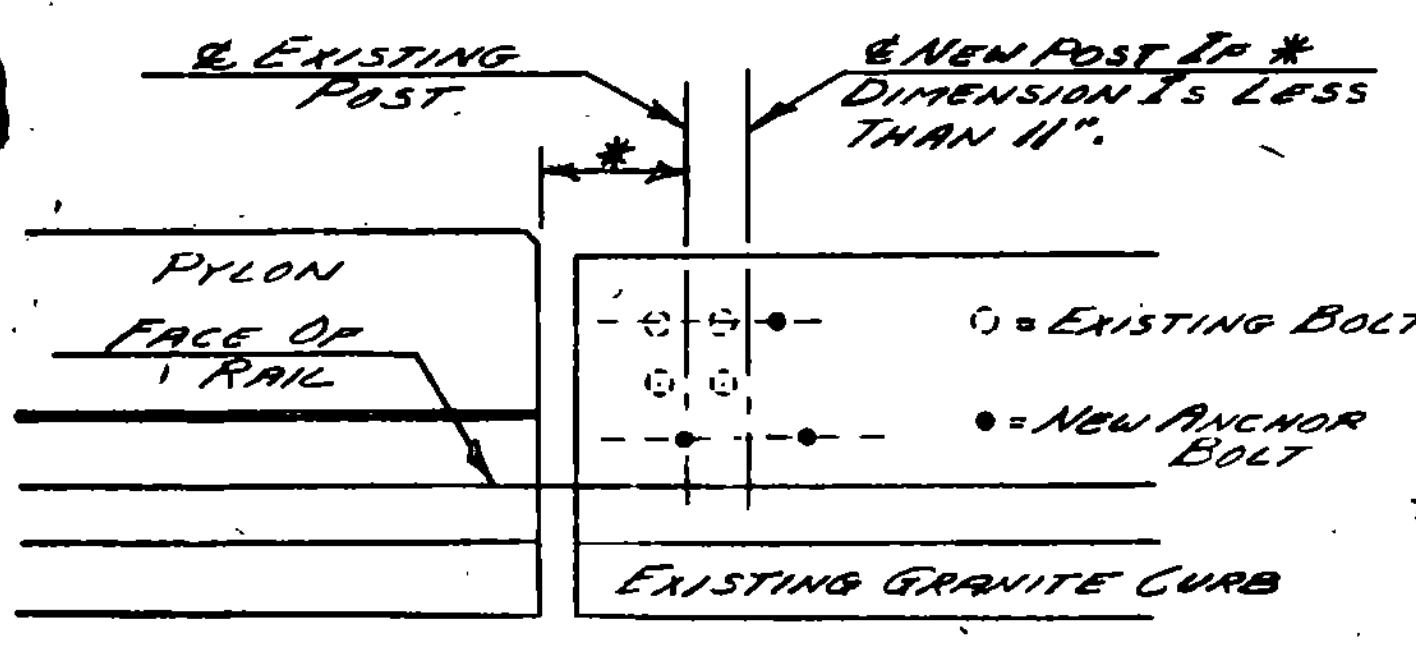 ℄ EXISTING
POST
℄ NEW POST IF *
DIMENSION IS LESS
THAN 11".
*
PYLON
FACE OF
RAIL
= EXISTING BOLT
= NEW ANCHOR
BOLT
EXISTING GRANITE CURB